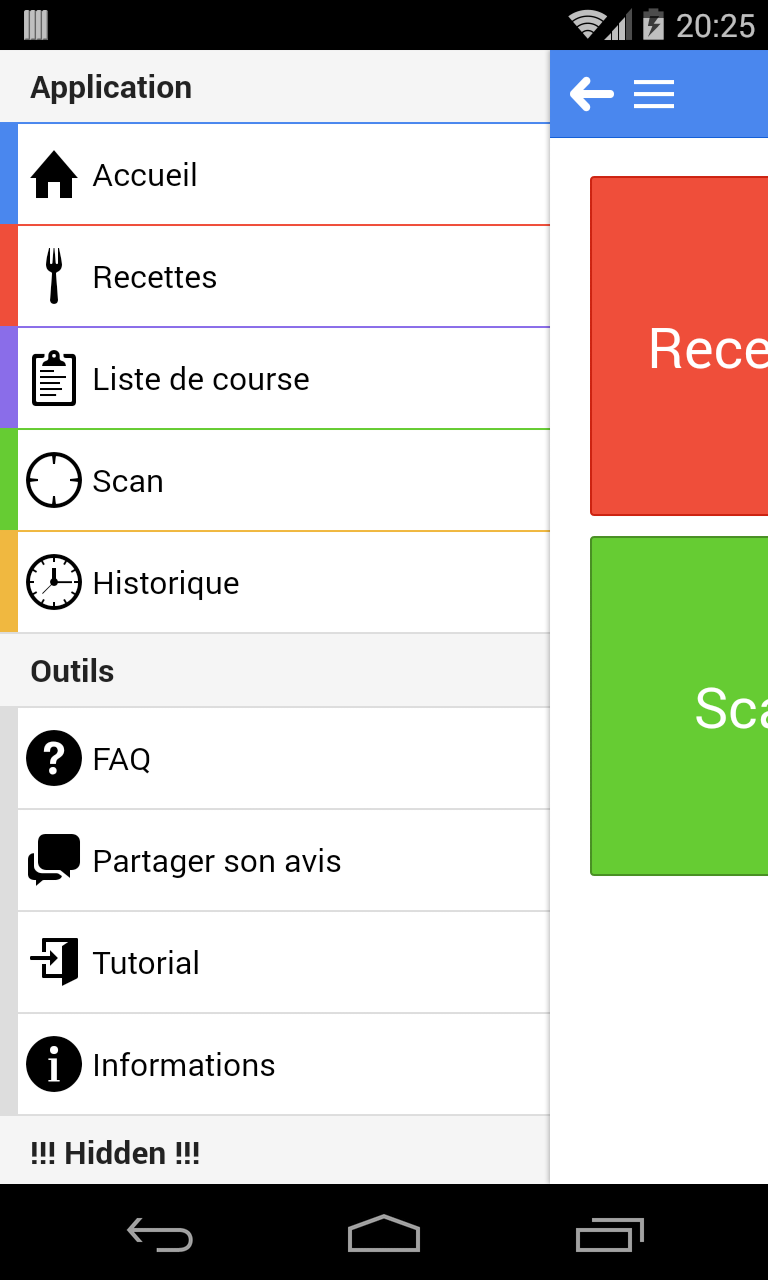 20:25
Application
Accueil
Recettes
Liste de course
Scan
Historique
Outils
FAQ
Partager son avis
Tutorial
Informations
!!! Hidden !!!
Rece
Sca